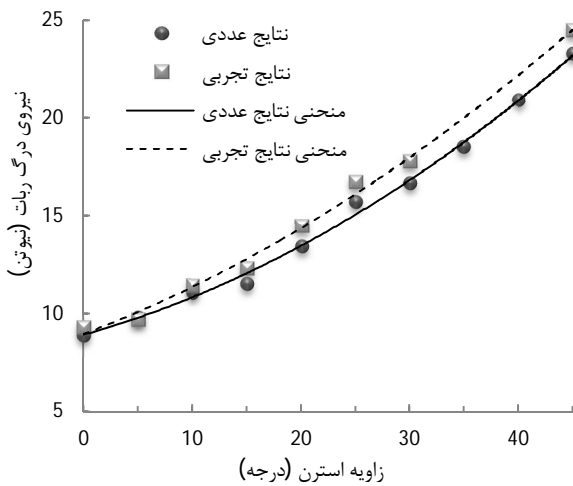 نتایج عددی
نتایج تجربی
منحنی نتایج عددی
منحنی نتایج تجربی
نیروی درگ ربات (نیوتن)
25
20
15
10
5
0
10
20
30
40
زاویه استرن (درجه)